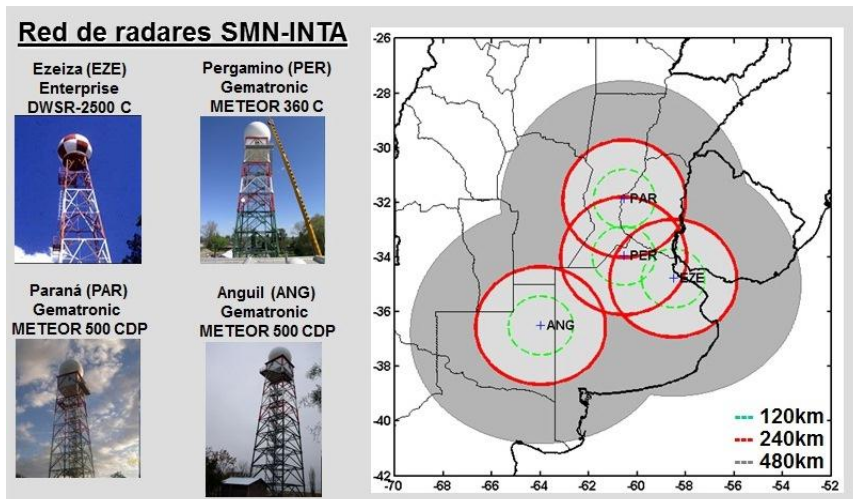 Red de radares SMN-INTA
Ezeiza (EZE)
Enterprise
DWSR-2500 C
Pergamino (PER)
Gematronic
METEOR 360 C
Paraná (PAR)
Gematronic
METEOR 500 CDP
Anguil (ANG)
Gematronic
METEOR 500 CDP
-26
-28
-30
-32
-34
-36
-38
-40
-42
-70
-68
-66
-64
-62
-60
-58
-56
-54
-52
PAR
PER
EZE
ANG
120km
240km
480km